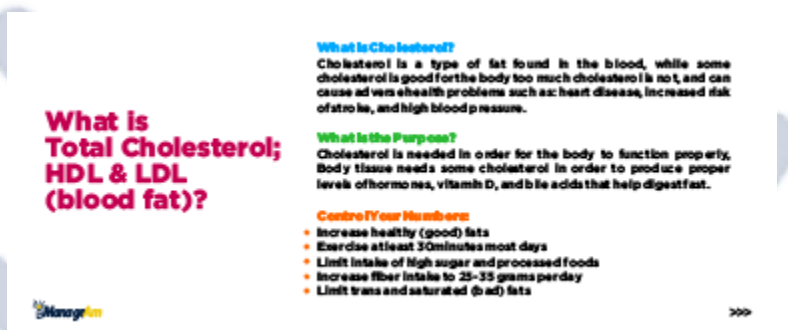 What is
Total Cholesterol;
HDL & LDL
(blood fat)?
What is Cholesterol?
Cholesterol is a type of fat found in the blood, while some
cholesterol is good for the body too much cholesterol is not, and can
cause adverse health problems such as: heart disease, increased risk
of stroke, and high blood pressure.
What is the Purpose?
Cholesterol is needed in order for the body to function properly,
Body tissue needs some cholesterol in order to produce proper
levels of hormones, vitamin D, and bile acids that help digest fast.
Control Your Numbers:
• Increase healthy (good) fats
• Exercise at least 30minutes most days
• Limit intake of high sugar and processed foods
• Increase fiber intake to 25-35 grams per day
• Limit trans and saturated (bad) fats
ManageAm
>>>